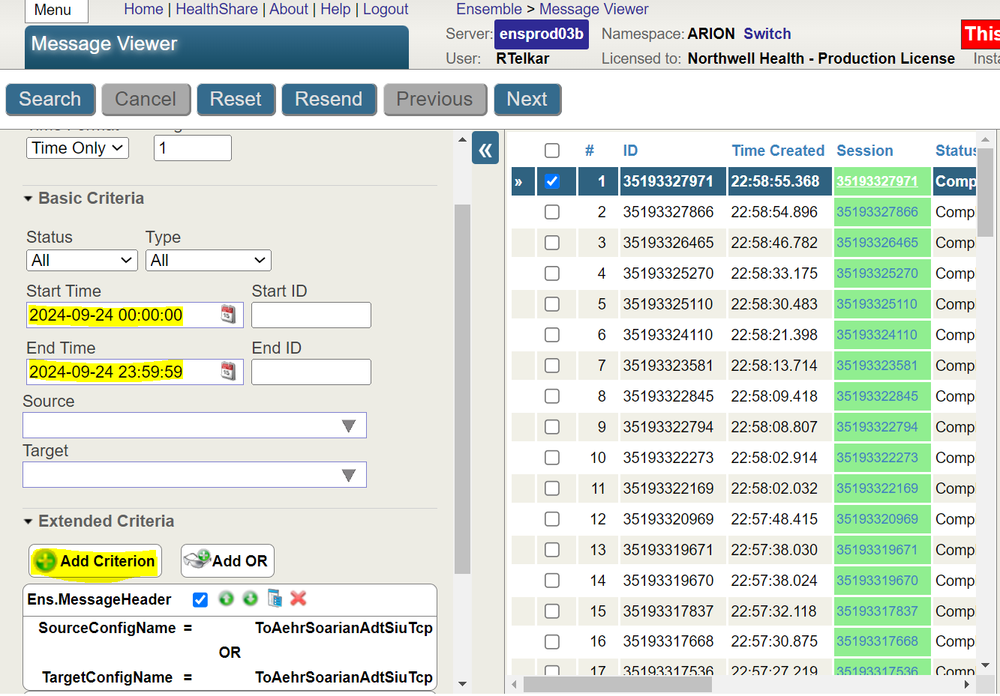 Menu
Home | HealthShare | About | Help | Logout
Ensemble > Message Viewer
Message Viewer
Server: ensprod03b Namespace: ARION Switch
This
User: RTelkar Licensed to: Northwell Health - Production License Insta
Search Cancel Reset Resend Previous Next
Time Only 1
«
Basic Criteria
Status Type
All All
Start Time Start ID
2024-09-24 00:00:00
End Time End ID
2024-09-24 23:59:59
Source
Target
Extended Criteria
Add Criterion Add OR
Ens.MessageHeader
SourceConfigName = ToAehrSoarianAdtSiuTcp
OR
TargetConfigName = ToAehrSoarianAdtSiuTcp
# ID Time Created Session Status
» 1 35193327971 22:58:55.368 35193327971 Comp
2 35193327866 22:58:54.896 35193327866 Comp
3 35193326465 22:58:46.782 35193326465 Comp
4 35193325270 22:58:33.175 35193325270 Comp
5 35193325110 22:58:30.483 35193325110 Comp
6 35193324110 22:58:21.398 35193324110 Comp
7 35193323581 22:58:13.714 35193323581 Comp
8 35193322845 22:58:09.418 35193322845 Comp
9 35193322794 22:58:08.807 35193322794 Comp
10 35193322273 22:58:02.914 35193322273 Comp
11 35193322169 22:58:02.032 35193322169 Comp
12 35193320969 22:57:48.415 35193320969 Comp
13 35193319671 22:57:38.030 35193319671 Comp
14 35193319670 22:57:38.024 35193319670 Comp
15 35193317837 22:57:32.118 35193317837 Comp
16 35193317668 22:57:30.875 35193317668 Comp
17 35193317536 22:57:27.219 35193317536 Comp